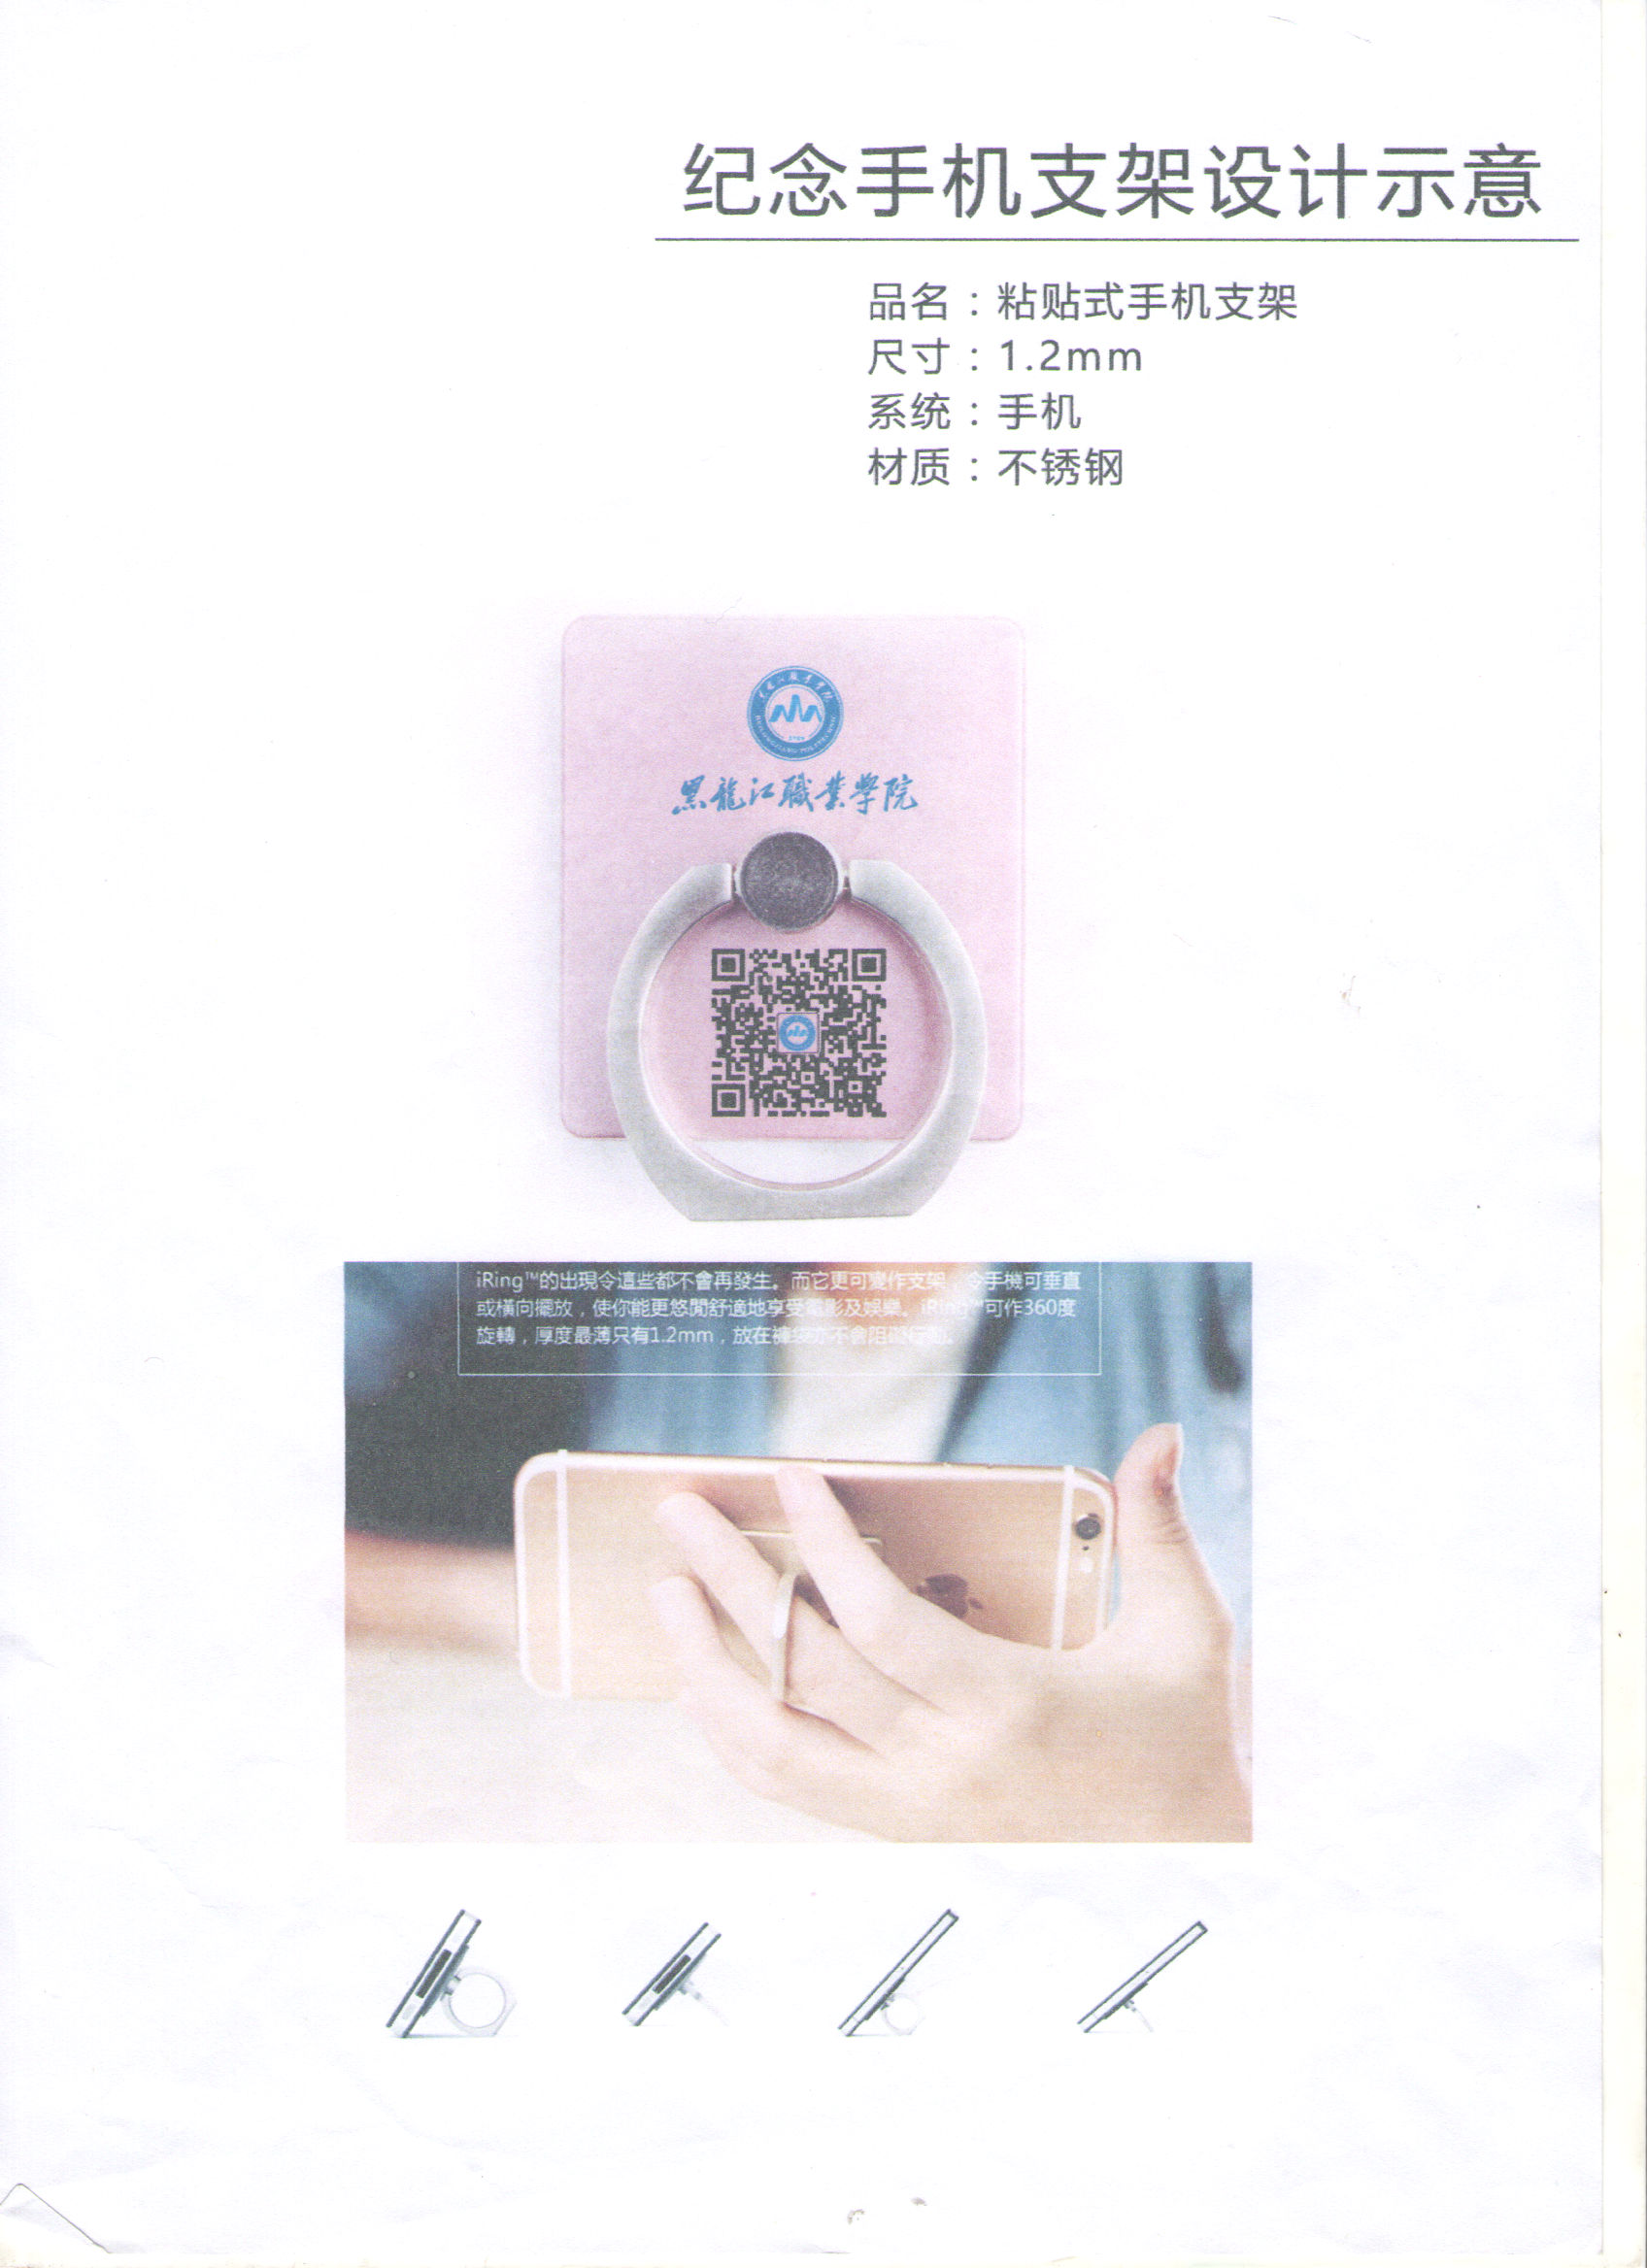 纪念手机支架设计示意
品名：粘贴式手机支架
尺寸：1.2mm
系统：手机
材质：不锈钢
黑龍江職業學院
iRing™的出現令這些都不會再發生。而它更可變作支架，令手機可垂直
或橫向擺放，使你能更悠閒舒適地享受電影及娛樂。iRing™可作360度
旋轉，厚度最薄只有1.2mm，放在褲袋亦不會阻礙